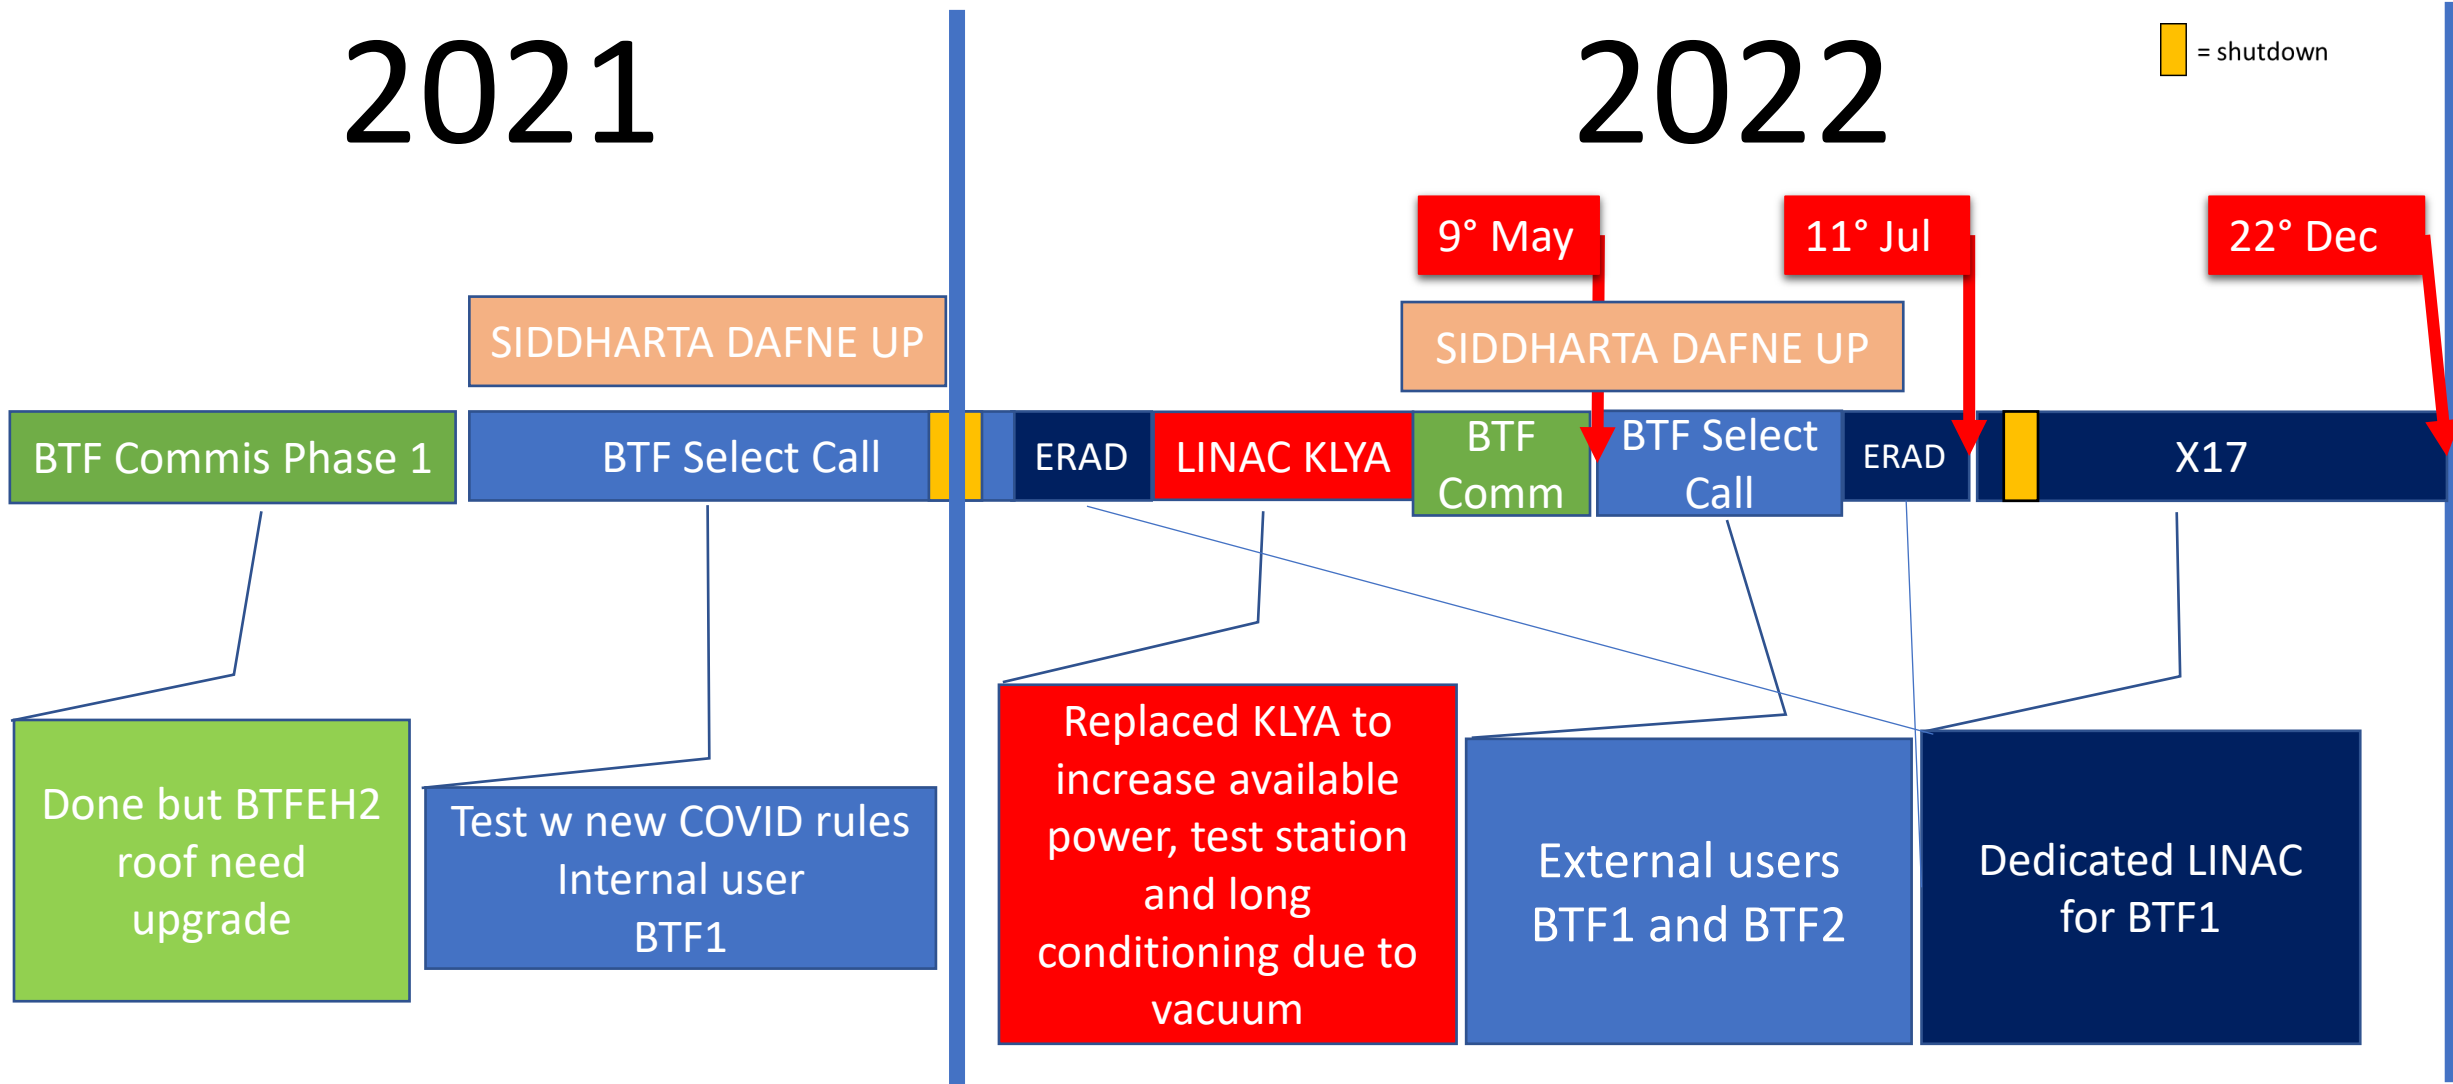 2021
2022
= shutdown
9° May
11° Jul
22° Dec
SIDDHARTA DAFNE UP
SIDDHARTA DAFNE UP
BTF Commis Phase 1
BTF Select Call
ERAD
LINAC KLYA
BTF
Comm
BTF Select
Call
ERAD
X17
Done but BTFEH2
roof need
upgrade
Test w new COVID rules
Internal user
BTF1
Replaced KLYA to
increase available
power, test station
and long
conditioning due to
vacuum
External users
BTF1 and BTF2
Dedicated LINAC
for BTF1